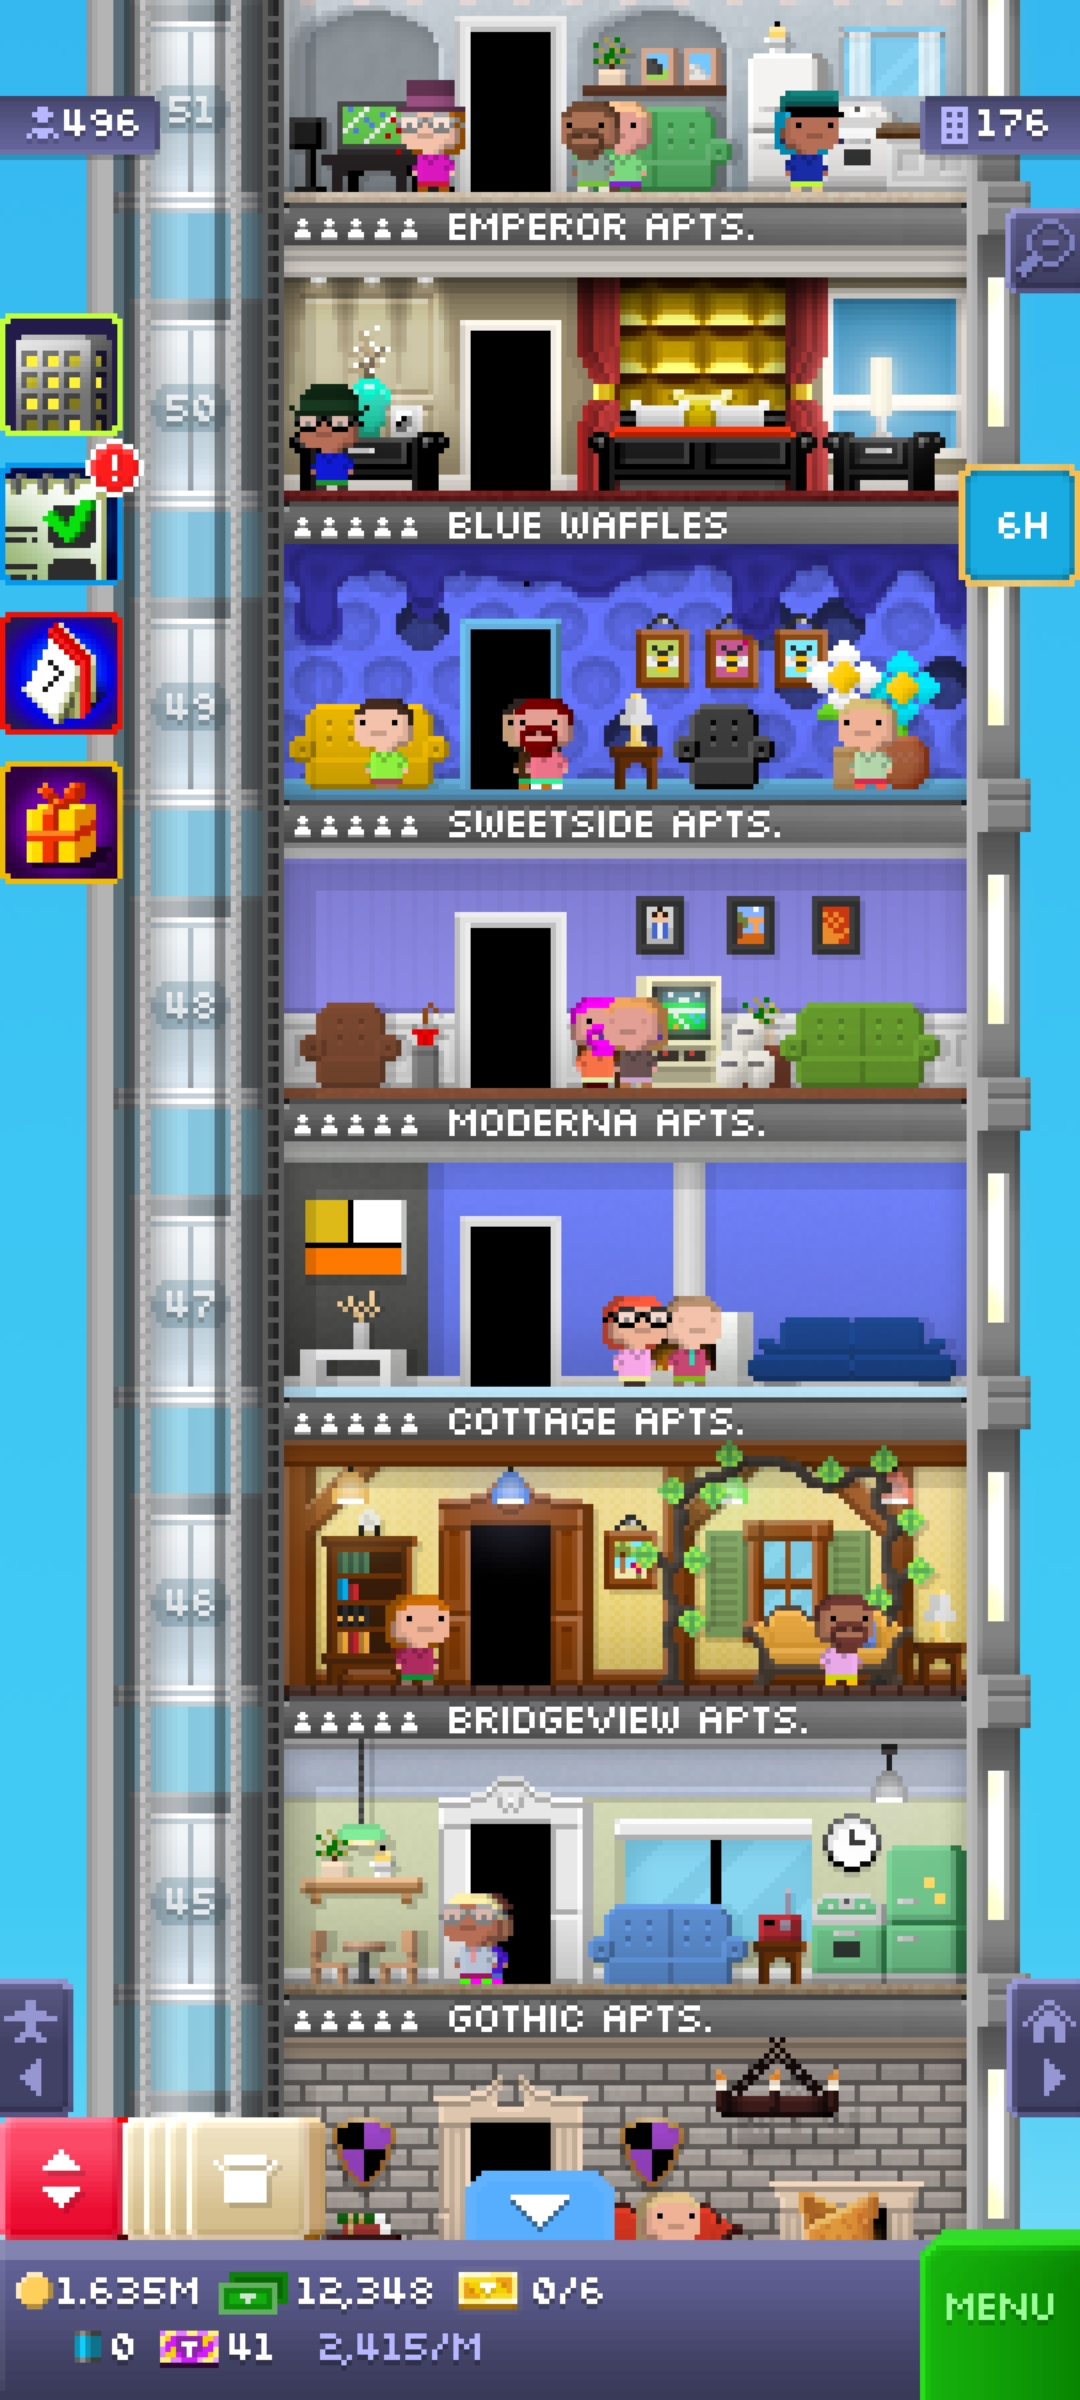 51
496
176
EMPEROR APTS.
50
BLUE WAFFLES
6H
49
SWEETSIDE APTS.
48
MODERNA APTS.
47
COTTAGE APTS.
46
BRIDGEVIEW APTS.
45
GOTHIC APTS.
1.635M 12,348 0/6
0 41 2,415/M
MENU